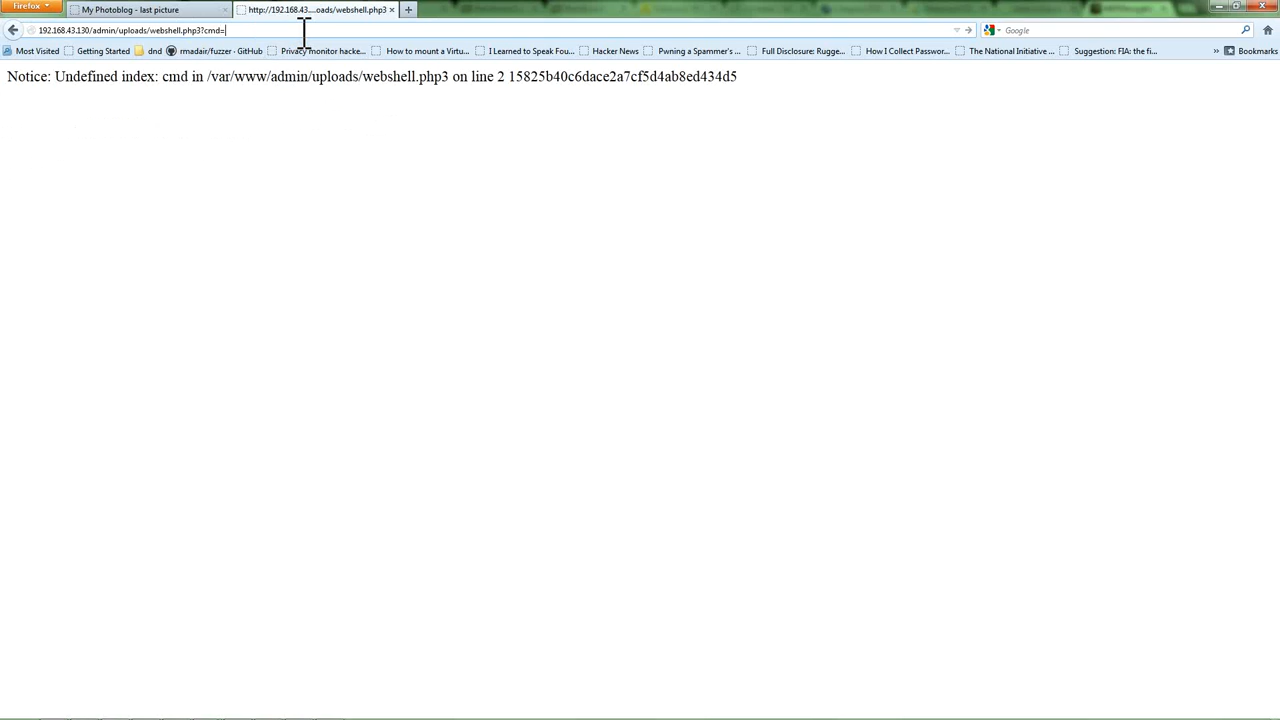 Firefox
My Photoblog - last picture
http://192.168.43....oads/webshell.php3
192.168.43.130/admin/uploads/webshell.php3?cmd=
Google
Most Visited Getting Started dnd rmadair/fuzzer · GitHub Privacy monitor hacke... How to mount a Virtu... I Learned to Speak Fou... Hacker News Pwning a Spammer's ... Full Disclosure: Rugge... How I Collect Passwor... The National Initiative ... Suggestion: FIA: the fi... » Bookmarks
Notice: Undefined index: cmd in /var/www/admin/uploads/webshell.php3 on line 2 15825b40c6dace2a7cf5d4ab8ed434d5